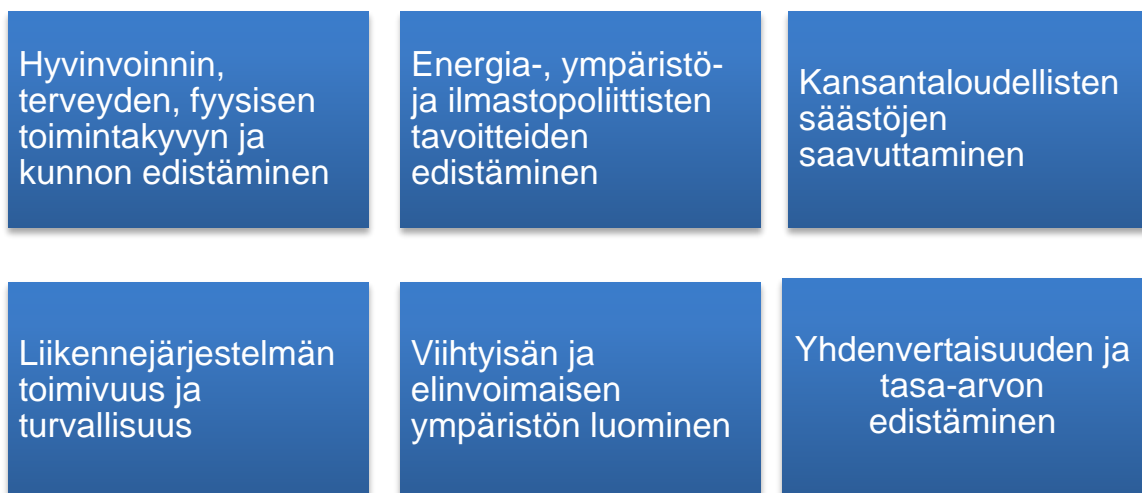 Hyvinvoinnin,
terveyden, fyysisen
toimintakyvyn ja
kunnon edistäminen
Energia-, ympäristö-
ja ilmastopoliittisten
tavoitteiden
edistäminen
Kansantaloudellisten
säästöjen
saavuttaminen
Liikennejärjestelmän
toimivuus ja
turvallisuus
Viihtyisän ja
elinvoimaisen
ympäristön luominen
Yhdenvertaisuuden ja
tasa-arvon
edistäminen